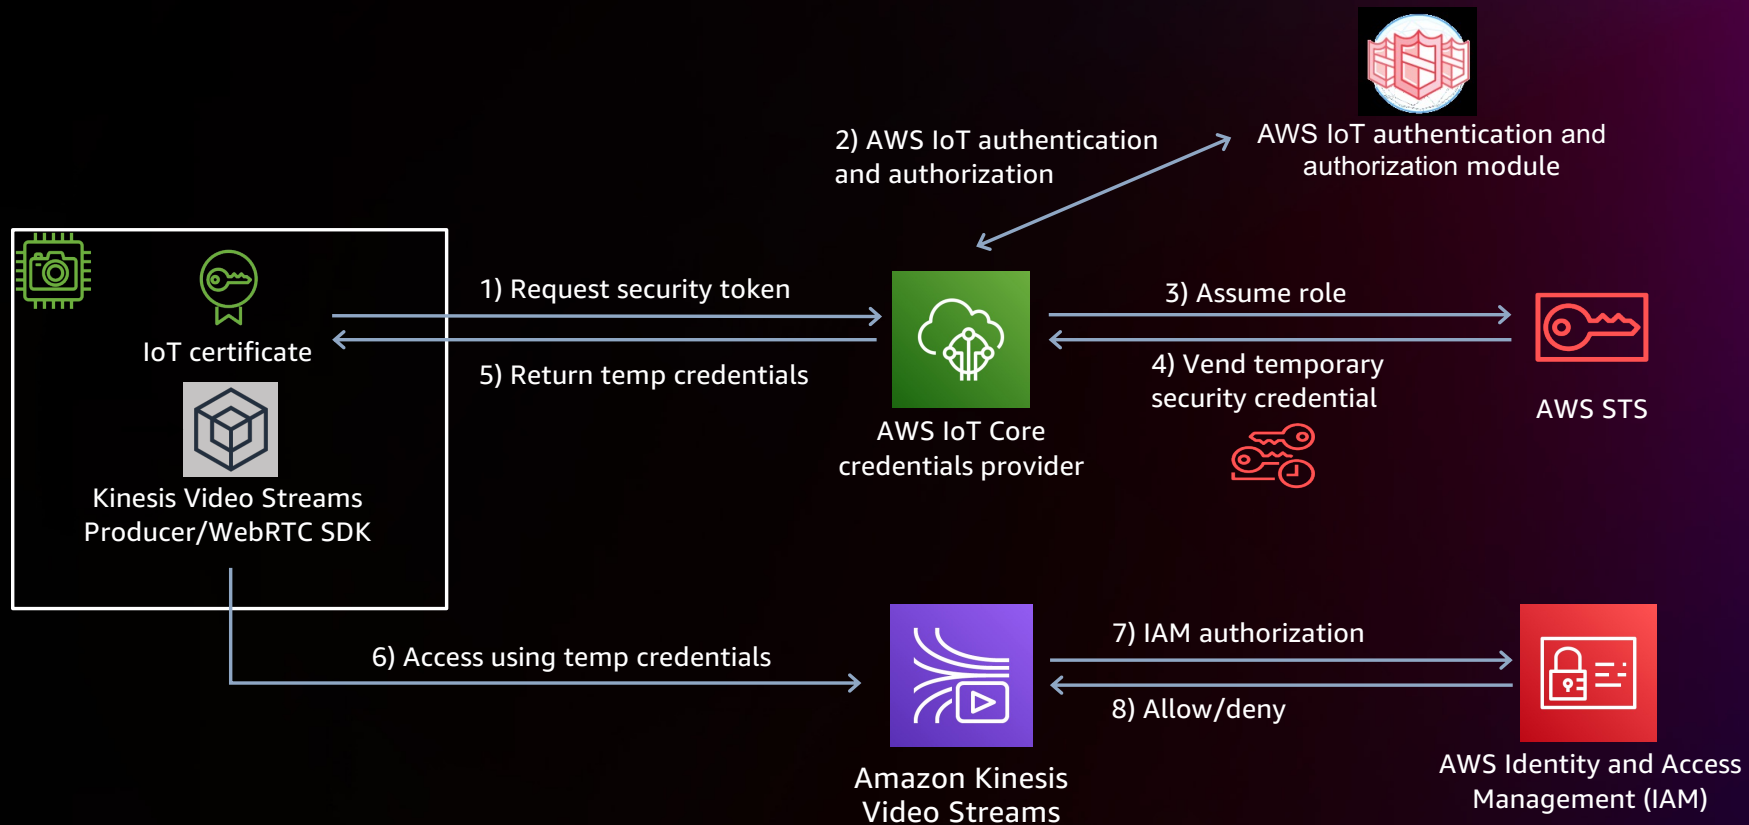 2) AWS IoT authentication
and authorization
AWS IoT authentication and
authorization module
IoT certificate
Kinesis Video Streams
Producer/WebRTC SDK
1) Request security token
5) Return temp credentials
AWS IoT Core
credentials provider
3) Assume role
4) Vend temporary
security credential
AWS STS
6) Access using temp credentials
Amazon Kinesis
Video Streams
7) IAM authorization
8) Allow/deny
AWS Identity and Access
Management (IAM)